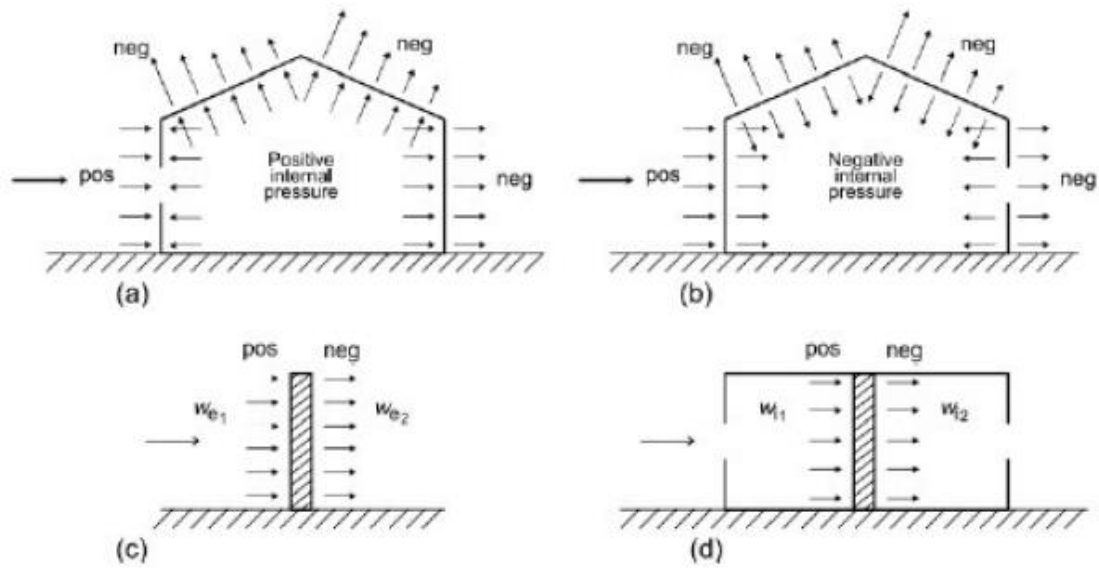 neg
neg
pos
Positive
internal
pressure
neg
(a)
neg
neg
pos
Negative
internal
pressure
neg
(b)
pos
neg
We1
We2
(c)
pos
neg
Wi1
Wi2
(d)